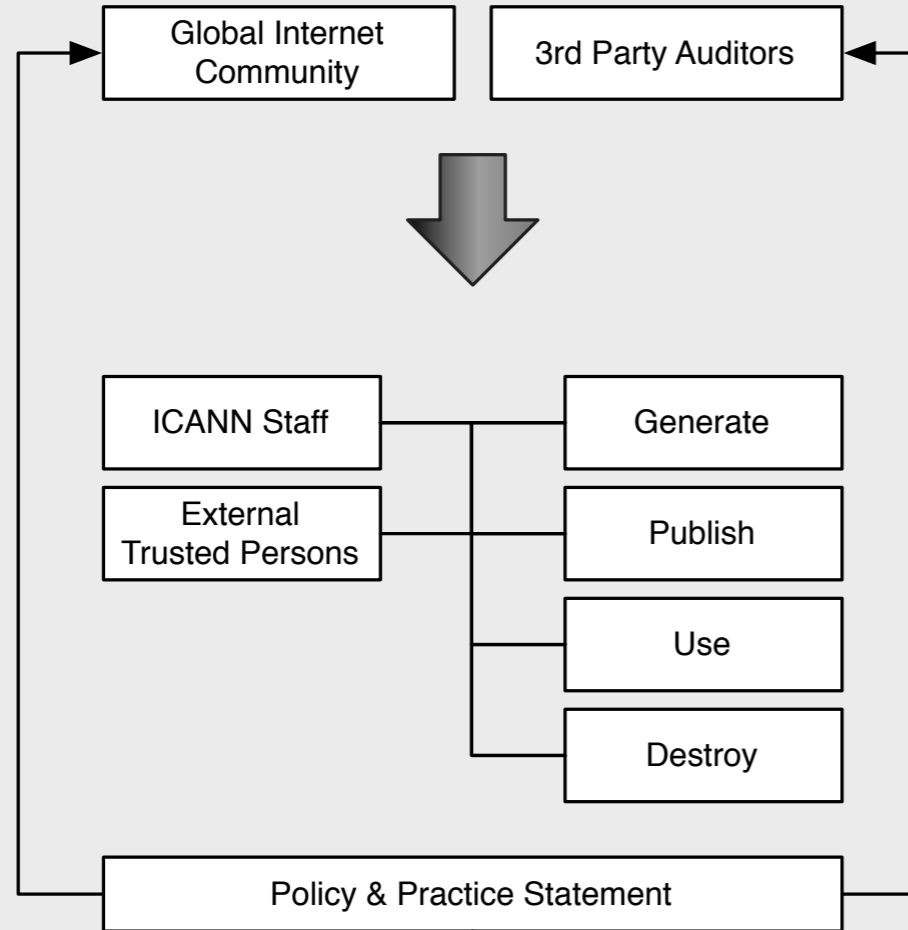 Global Internet
Community
3rd Party Auditors
ICANN Staff
Generate
External
Trusted Persons
Publish
Use
Destroy
Policy & Practice Statement